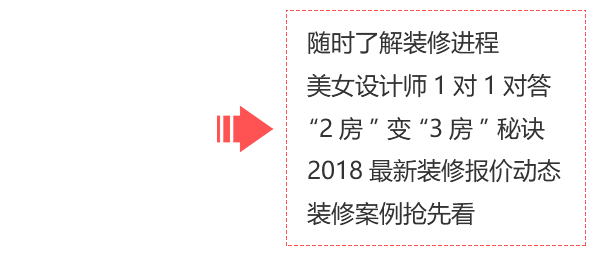 随时了解装修进程
美女设计师 1 对 1 对答
“2 房 ” 变 “3 房 ” 秘诀
2018 最新装修报价动态
装修案例抢先看